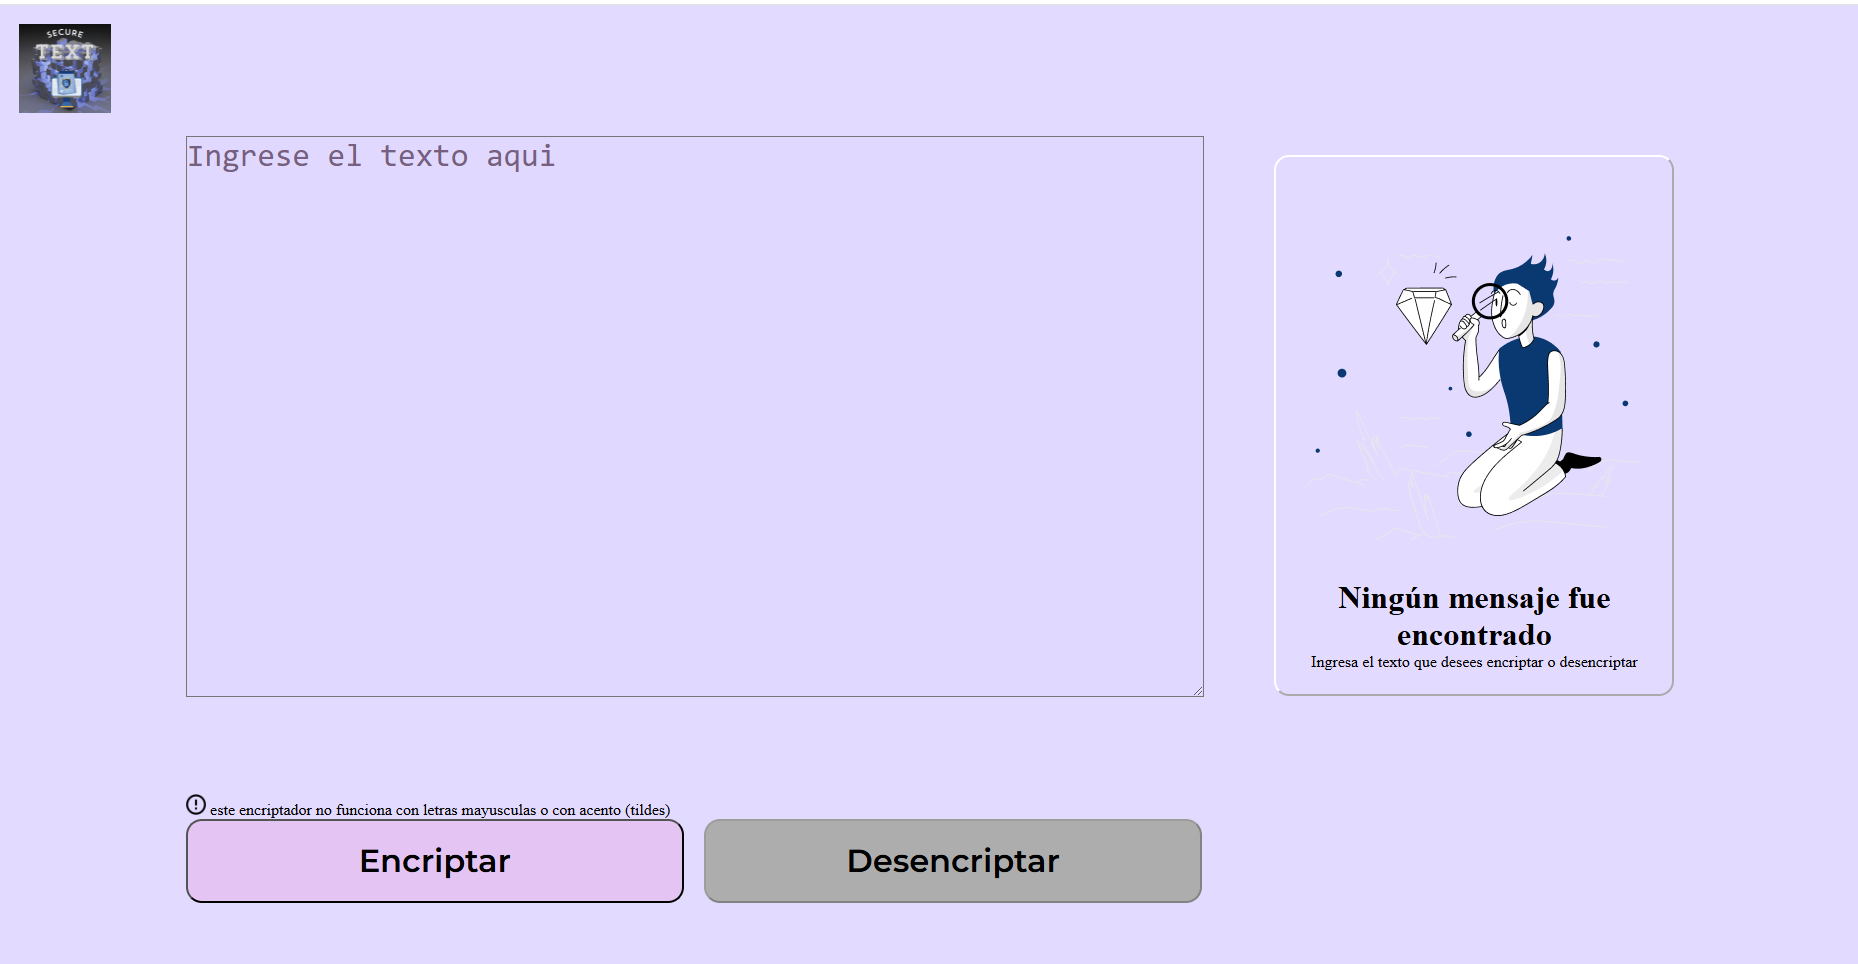 SECURE
TEXT
Ingrese el texto aqui
Ningún mensaje fue
encontrado
Ingresa el texto que desees encriptar o desencriptar
este encriptador no funciona con letras mayusculas o con acento (tildes)
Encriptar
Desencriptar